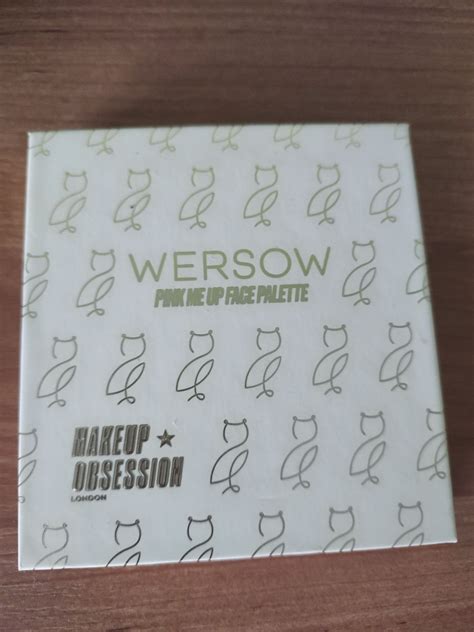 WERSOW
PINK ME UP FACE PALETTE
MAKEUP
OBSESSION
LONDON